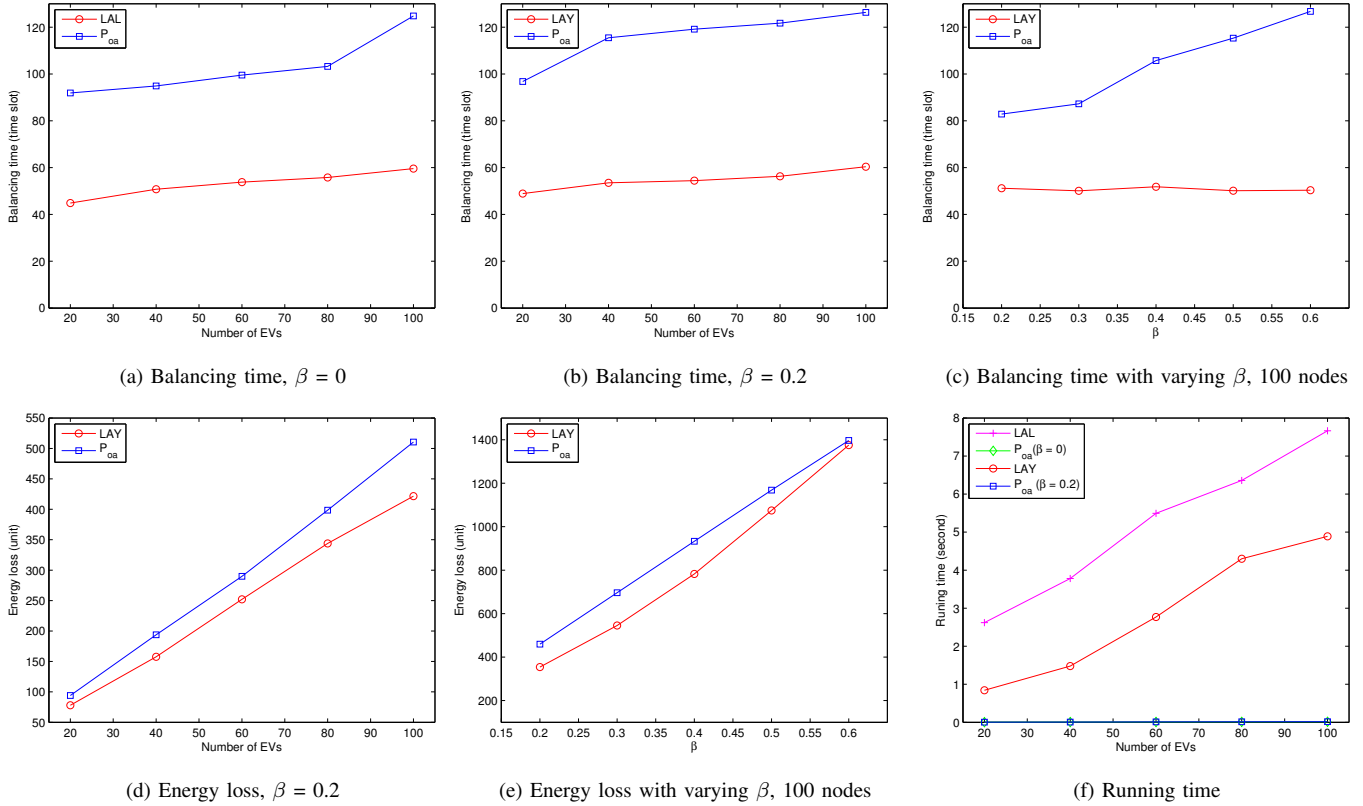 140
120
100
80
60
40
20
0
Balancing time (time slot)
LAL
P_oa
20 30 40 50 60 70 80 90 100
Number of EVs
(a) Balancing time, β = 0
140
120
100
80
60
40
20
0
Balancing time (time slot)
LAY
P_oa
20 30 40 50 60 70 80 90 100
Number of EVs
(b) Balancing time, β = 0.2
120
100
80
60
40
20
0
Balancing time (time slot)
LAY
P_oa
0.15 0.2 0.25 0.3 0.35 0.4 0.45 0.5 0.55 0.6
β
(c) Balancing time with varying β, 100 nodes
550
500
450
400
350
300
250
200
150
100
50
Energy loss (unit)
LAY
P_oa
20 30 40 50 60 70 80 90 100
Number of EVs
(d) Energy loss, β = 0.2
1400
1200
1000
800
600
400
200
Energy loss (unit)
LAY
P_oa
0.15 0.2 0.25 0.3 0.35 0.4 0.45 0.5 0.55 0.6
β
(e) Energy loss with varying β, 100 nodes
8
7
6
5
4
3
2
1
0
Runing time (second)
LAL
P_oa (β = 0)
LAY
P_oa (β = 0.2)
20 30 40 50 60 70 80 90 100
Number of EVs
(f) Running time